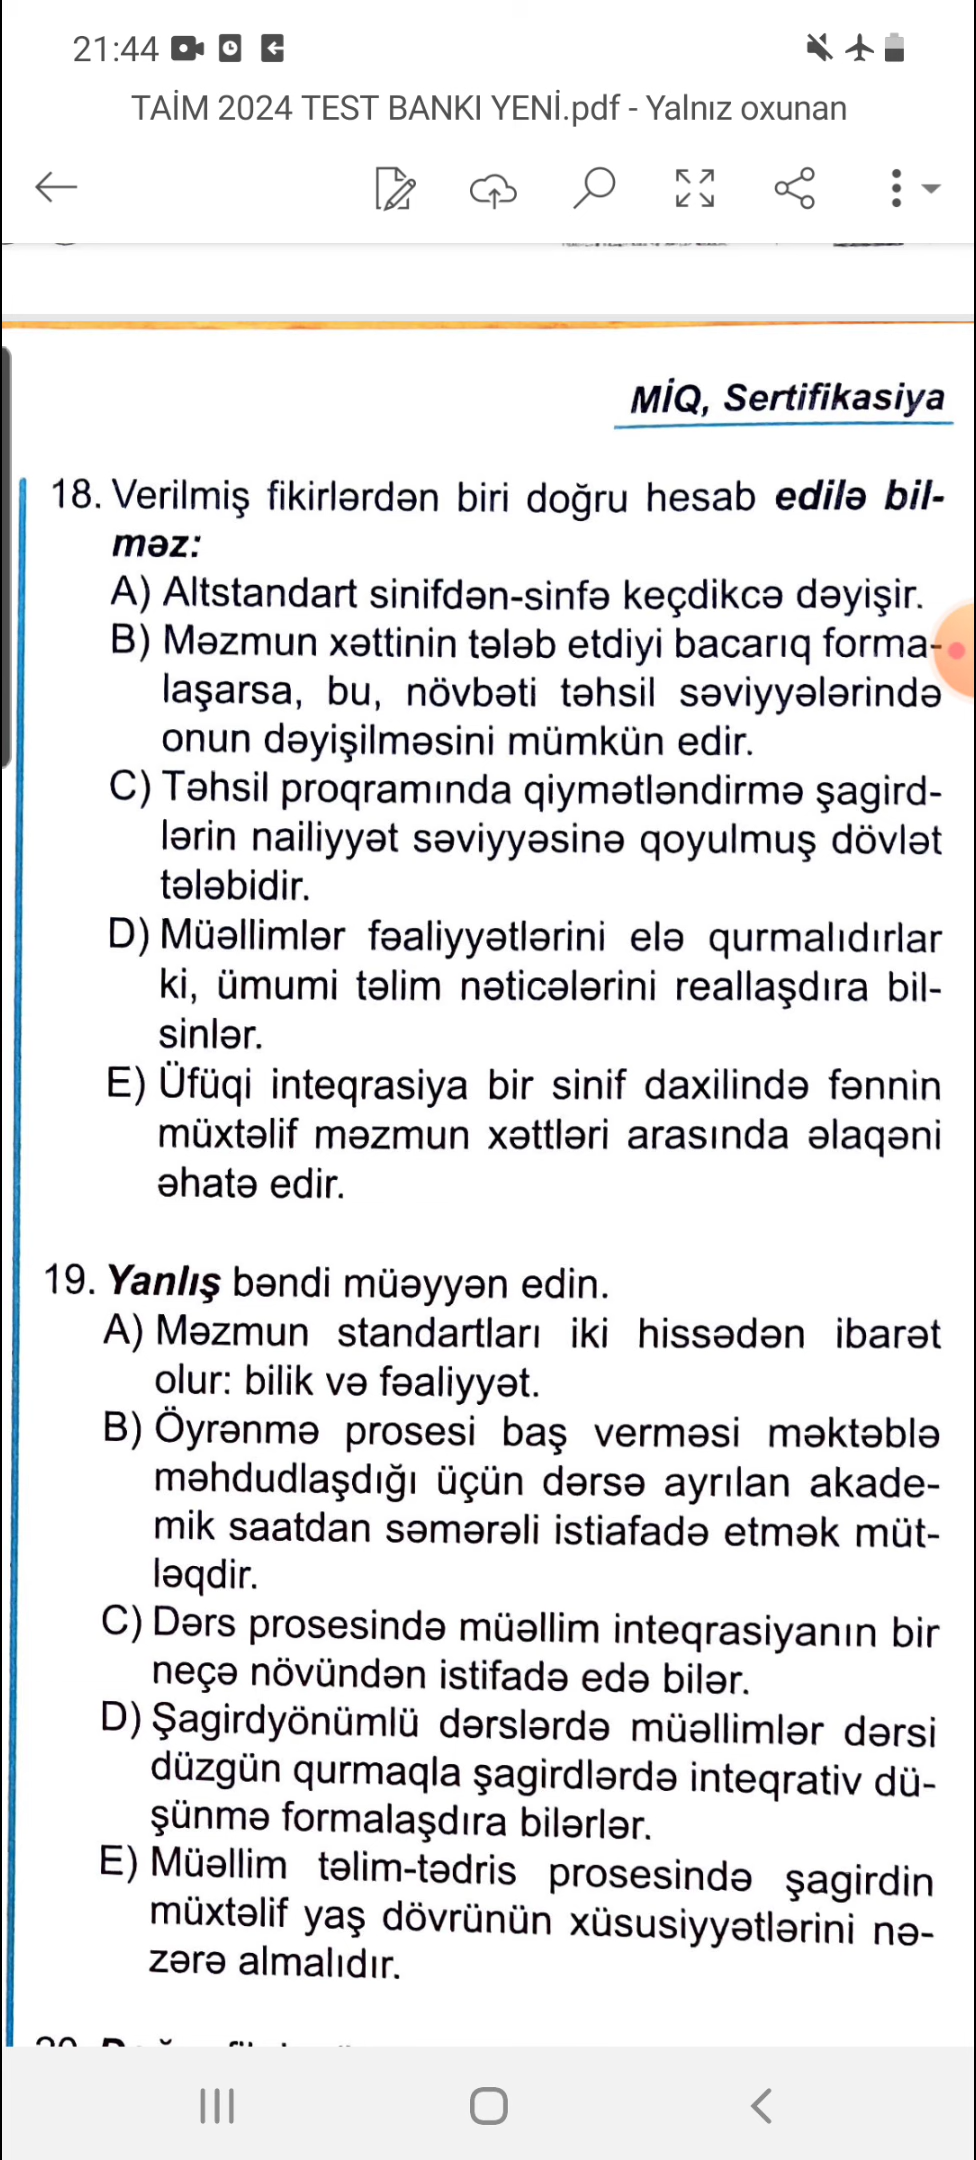 21:44
TAİM 2024 TEST BANKI YENİ.pdf - Yalnız oxunan
MİQ, Sertifikasiya
18. Verilmiş fikirlərdən biri doğru hesab edilə bil-
məz:
A) Altstandart sinifdən-sinfə keçdikcə dəyişir.
B) Məzmun xəttinin tələb etdiyi bacarıq forma-
laşarsa, bu, növbəti təhsil səviyyələrində
onun dəyişilməsini mümkün edir.
C) Təhsil proqramında qiymətləndirmə şagird-
lərin nailiyyət səviyyəsinə qoyulmuş dövlət
tələbidir.
D) Müəllimlər fəaliyyətlərini elə qurmalıdırlar
ki, ümumi təlim nəticələrini reallaşdıra bil-
sinlər.
E) Üfüqi inteqrasiya bir sinif daxilində fənnin
müxtəlif məzmun xəttləri arasında əlaqəni
əhatə edir.
19. Yanlış bəndi müəyyən edin.
A) Məzmun standartları iki hissədən ibarət
olur: bilik və fəaliyyət.
B) Öyrənmə prosesi baş verməsi məktəblə
məhdudlaşdığı üçün dərsə ayrılan akade-
mik saatdan səmərəli istiafadə etmək müt-
ləqdir.
C) Dərs prosesində müəllim inteqrasiyanın bir
neçə növündən istifadə edə bilər.
D) Şagirdyönümlü dərslərdə müəllimlər dərsi
düzgün qurmaqla şagirdlərdə inteqrativ dü-
şünmə formalaşdıra bilərlər.
E) Müəllim təlim-tədris prosesində şagirdin
müxtəlif yaş dövrünün xüsusiyyətlərini nə-
zərə almalıdır.